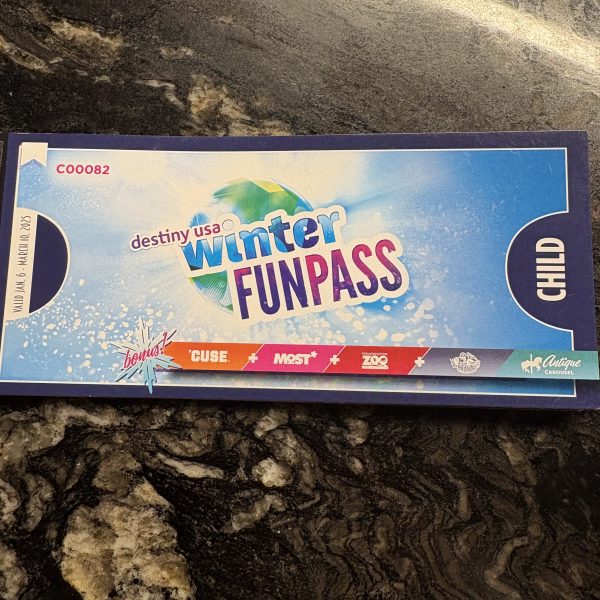 C00082
VALID JAN. 6 - MARCH 10, 2025
destiny usa
winter
FUNPASS
CHILD
bonus!
'CUSE + MOST* + ZOO +
Antique
CAROUSEL